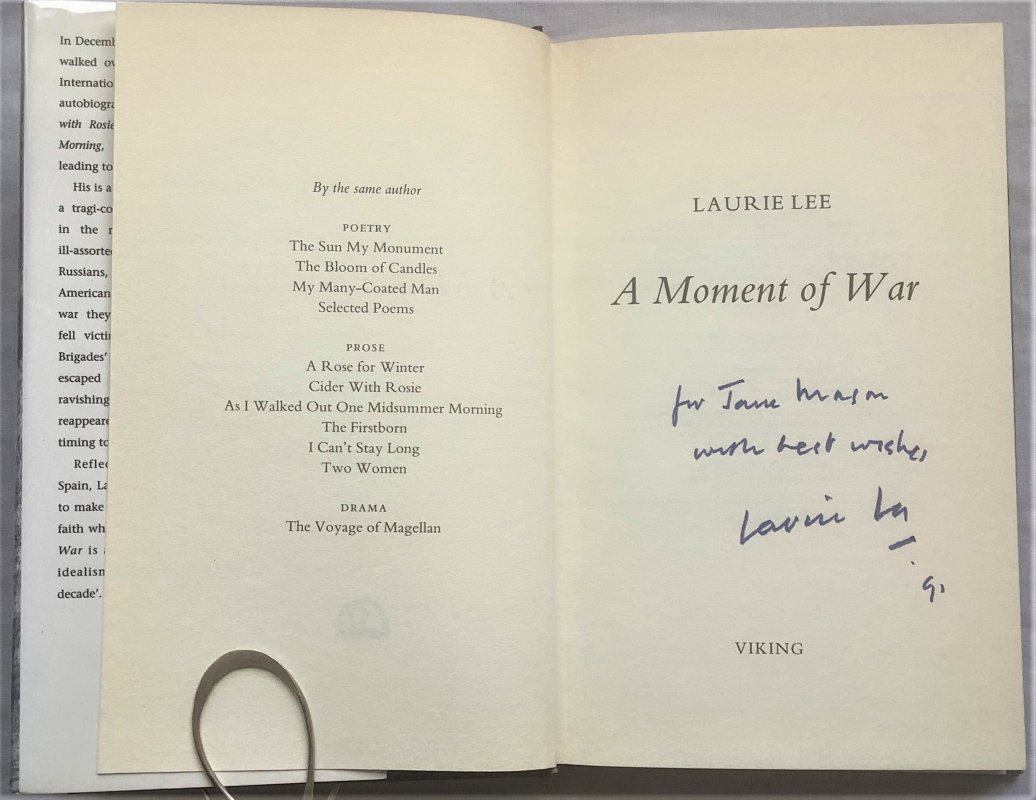 In Decemb
walked ov
Internatio
autobiogra
with Rosie
Morning,
leading to
His is a
a tragi-co
in the r
ill-assorte
Russians,
American
war they
fell victi
Brigades'
escaped
ravishing
reappeare
timing to
Reflec
Spain, La
to make
faith wh
War is
idealism
decade'.
By the same author
POETRY
The Sun My Monument
The Bloom of Candles
My Many-Coated Man
Selected Poems
PROSE
A Rose for Winter
Cider With Rosie
As I Walked Out One Midsummer Morning
The Firstborn
I Can't Stay Long
Two Women
DRAMA
The Voyage of Magellan
LAURIE LEE
A Moment of War
for Jane Mason
with best wishes
Laurie Lee
91
VIKING